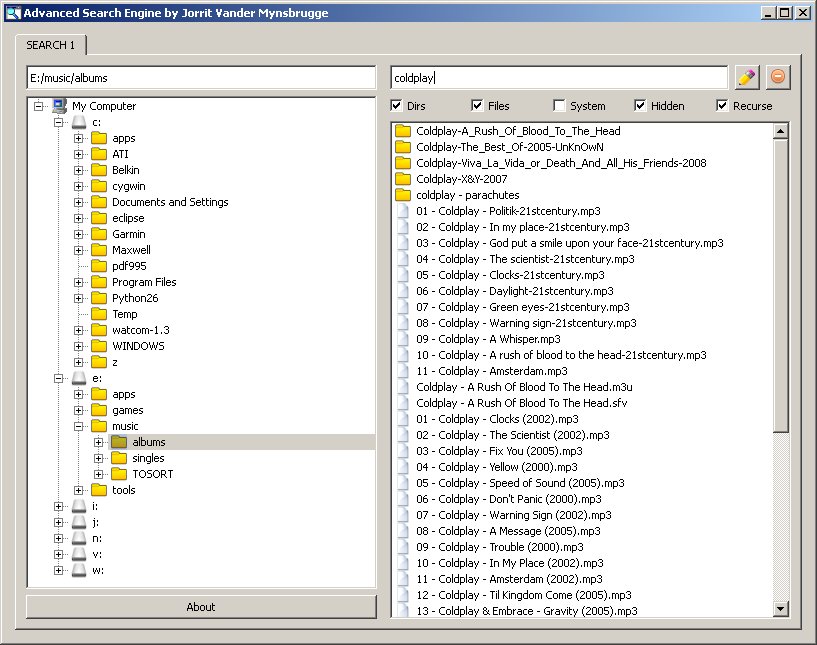 Advanced Search Engine by Jorrit Vander Mynsbrugge
SEARCH 1
E:/music/albums
My Computer
c:
apps
ATI
Belkin
cygwin
Documents and Settings
eclipse
Garmin
Maxwell
pdf995
Program Files
Python26
Temp
watcom-1.3
WINDOWS
z
e:
apps
games
music
albums
singles
TOSORT
tools
i:
j:
n:
v:
w:
About
coldplay
Dirs Files System Hidden Recurse
Coldplay-A_Rush_Of_Blood_To_The_Head
Coldplay-The_Best_Of-2005-UnKnOwN
Coldplay-Viva_La_Vida_or_Death_And_All_His_Friends-2008
Coldplay-X&Y-2007
coldplay - parachutes
01 - Coldplay - Politik-21stcentury.mp3
02 - Coldplay - In my place-21stcentury.mp3
03 - Coldplay - God put a smile upon your face-21stcentury.mp3
04 - Coldplay - The scientist-21stcentury.mp3
05 - Coldplay - Clocks-21stcentury.mp3
06 - Coldplay - Daylight-21stcentury.mp3
07 - Coldplay - Green eyes-21stcentury.mp3
08 - Coldplay - Warning sign-21stcentury.mp3
09 - Coldplay - A Whisper.mp3
10 - Coldplay - A rush of blood to the head-21stcentury.mp3
11 - Coldplay - Amsterdam.mp3
Coldplay - A Rush Of Blood To The Head.m3u
Coldplay - A Rush Of Blood To The Head.sfv
01 - Coldplay - Clocks (2002).mp3
02 - Coldplay - The Scientist (2002).mp3
03 - Coldplay - Fix You (2005).mp3
04 - Coldplay - Yellow (2000).mp3
05 - Coldplay - Speed of Sound (2005).mp3
06 - Coldplay - Don't Panic (2000).mp3
07 - Coldplay - Warning Sign (2002).mp3
08 - Coldplay - A Message (2005).mp3
09 - Coldplay - Trouble (2000).mp3
10 - Coldplay - In My Place (2002).mp3
11 - Coldplay - Amsterdam (2002).mp3
12 - Coldplay - Til Kingdom Come (2005).mp3
13 - Coldplay & Embrace - Gravity (2005).mp3